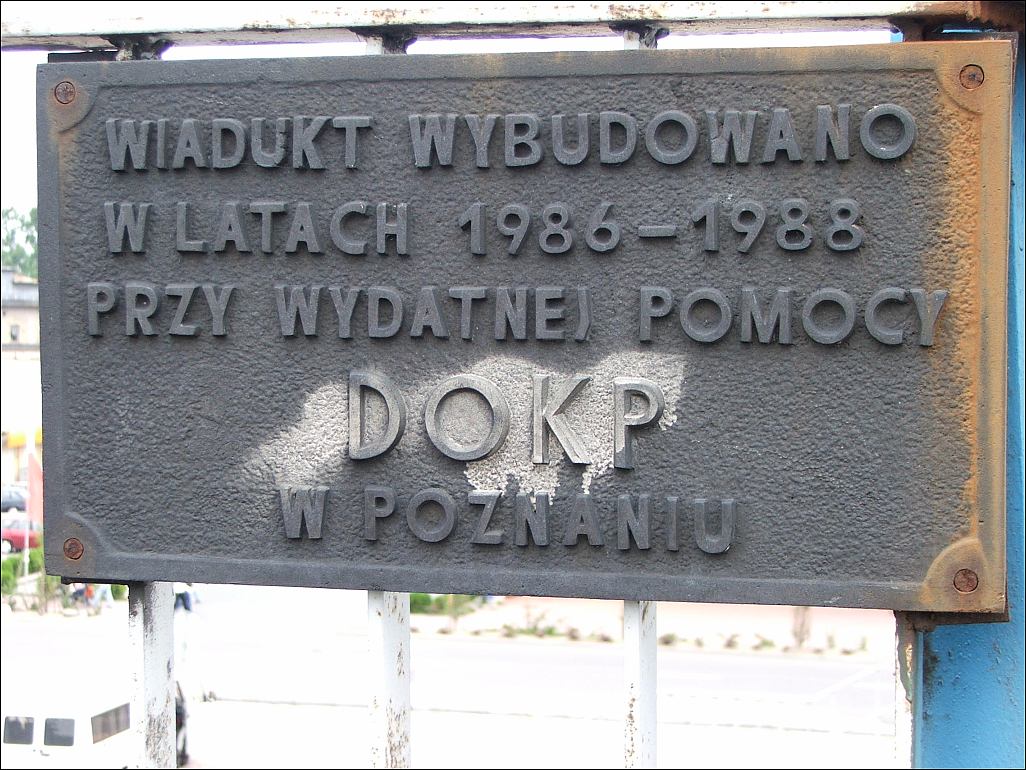 WIADUKT WYBUDOWANO
W LATACH 1986-1988
PRZY WYDATNEJ POMOCY
DOKP
W POZNANIU